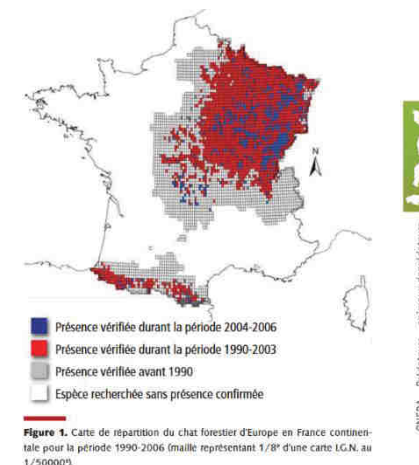 N
Présence vérifiée durant la période 2004-2006
Présence vérifiée durant la période 1990-2003
Présence vérifiée avant 1990
Espèce recherchée sans présence confirmée
Figure 1. Carte de répartition du chat forestier d'Europe en France continen-
tale pour la période 1990-2006 (maille représentant 1/8ᵉ d'une carte I.G.N. au
1/50000ᵉ).